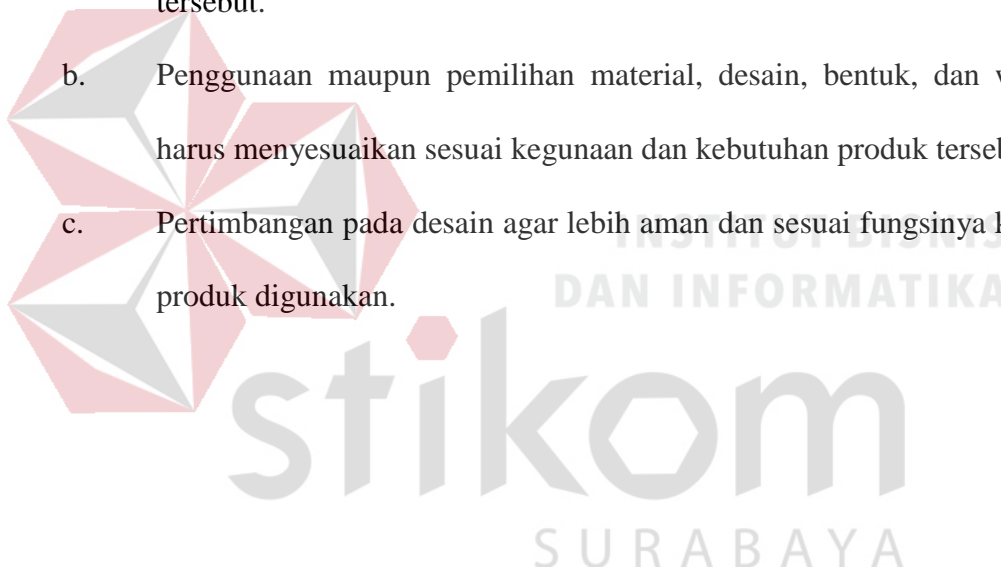 tersebut.
b. Penggunaan maupun pemilihan material, desain, bentuk, dan
harus menyesuaikan sesuai kegunaan dan kebutuhan produk
c. Pertimbangan pada desain agar lebih aman dan sesuai fungsinya
produk digunakan.
INSTITUT BISNIS
DAN INFORMATIKA
stikom
SURABAYA